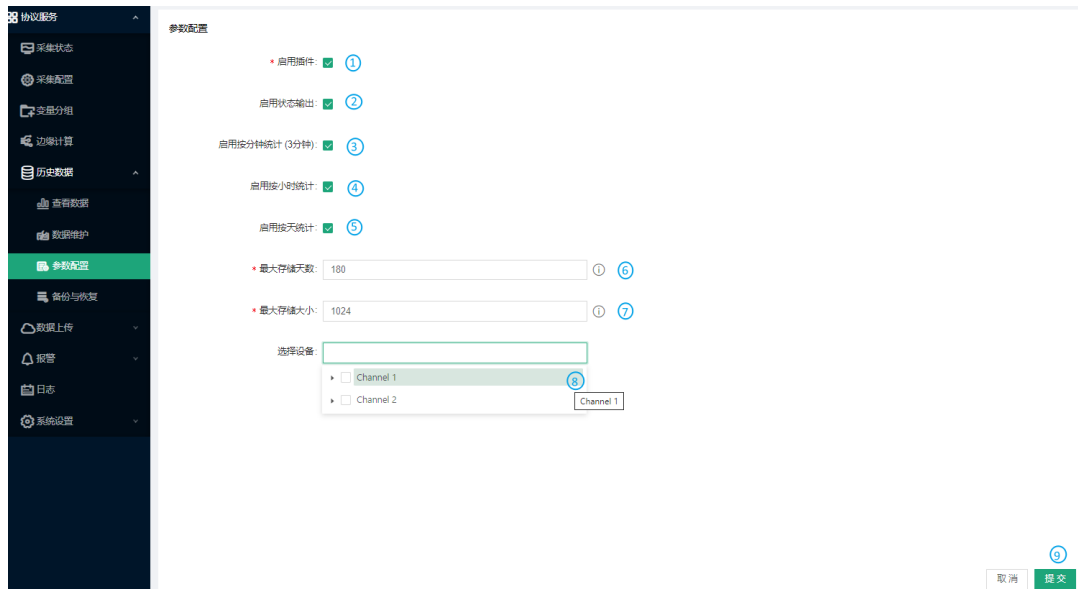 协议服务
采集状态
采集配置
变量分组
边缘计算
历史数据
查看数据
数据维护
参数配置
备份与恢复
数据上传
报警
日志
系统设置
参数配置
* 启用插件: ①
启用状态输出: ②
启用按分钟统计 (3分钟): ③
启用按小时统计: ④
启用按天统计: ⑤
* 最大存储天数: 180 ⑥
* 最大存储大小: 1024 ⑦
选择设备:
Channel 1 ⑧
Channel 1
Channel 2
⑨
取消 提交